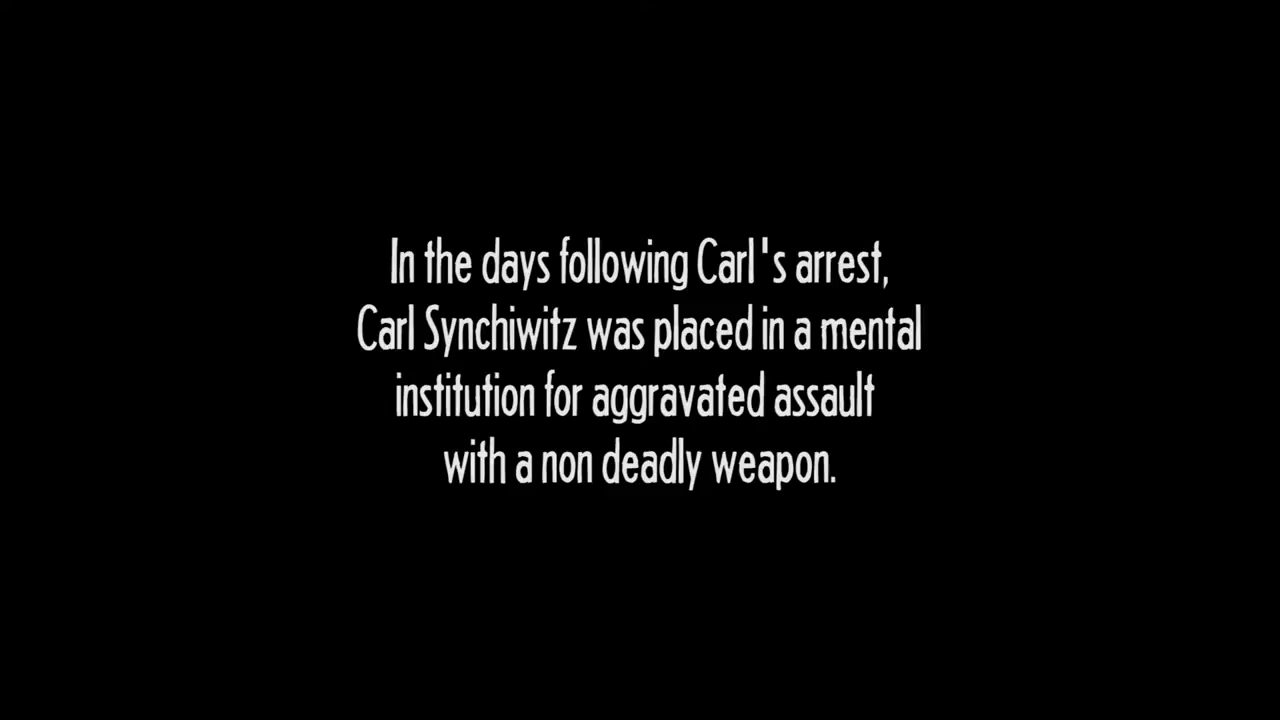 In the days following Carl's arrest,
Carl Synchiwitz was placed in a mental
institution for aggravated assault
with a non deadly weapon.